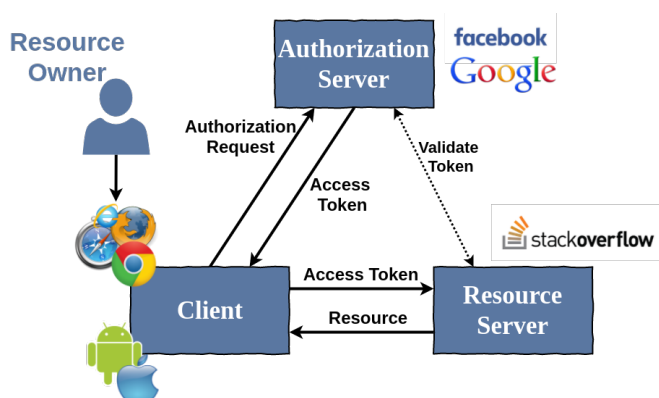 Resource
Owner
Authorization
Server
facebook
Google
Authorization
Request
Access
Token
Validate
Token
stackoverflow
Client
Access Token
Resource
Resource
Server